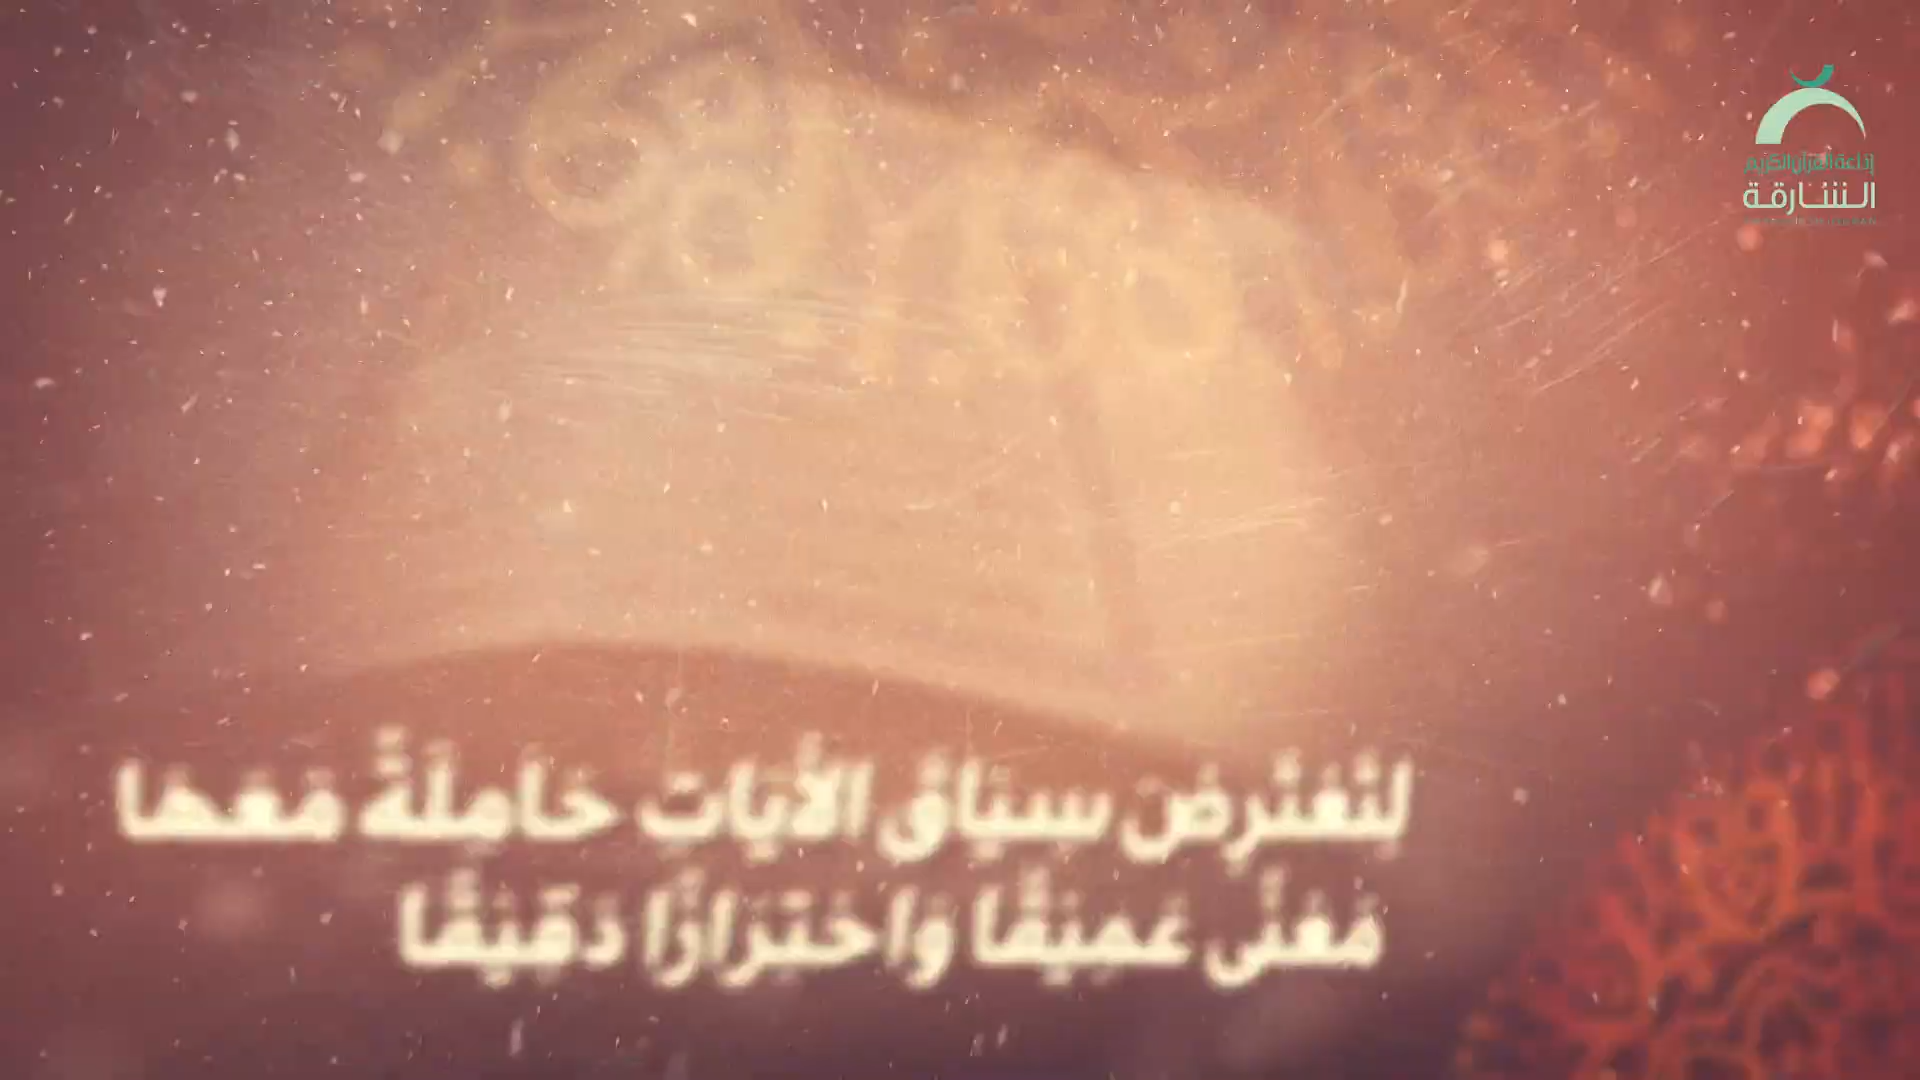 إذاعة القرآن الكريم
الشارقة
لتعترض سياق الآيات حاملةً معها
معنًى عميقًا واحترازًا دقيقًا